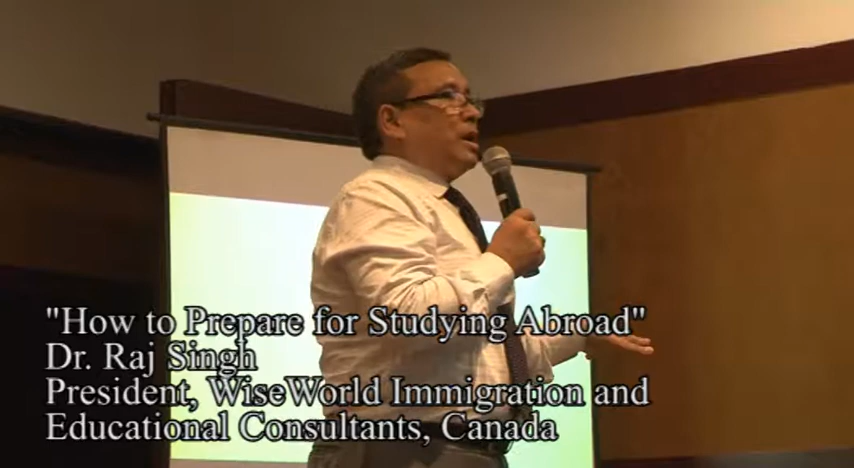 "How to Prepare for Studying Abroad"
Dr. Raj Singh
President, WiseWorld Immigration and
Educational Consultants, Canada